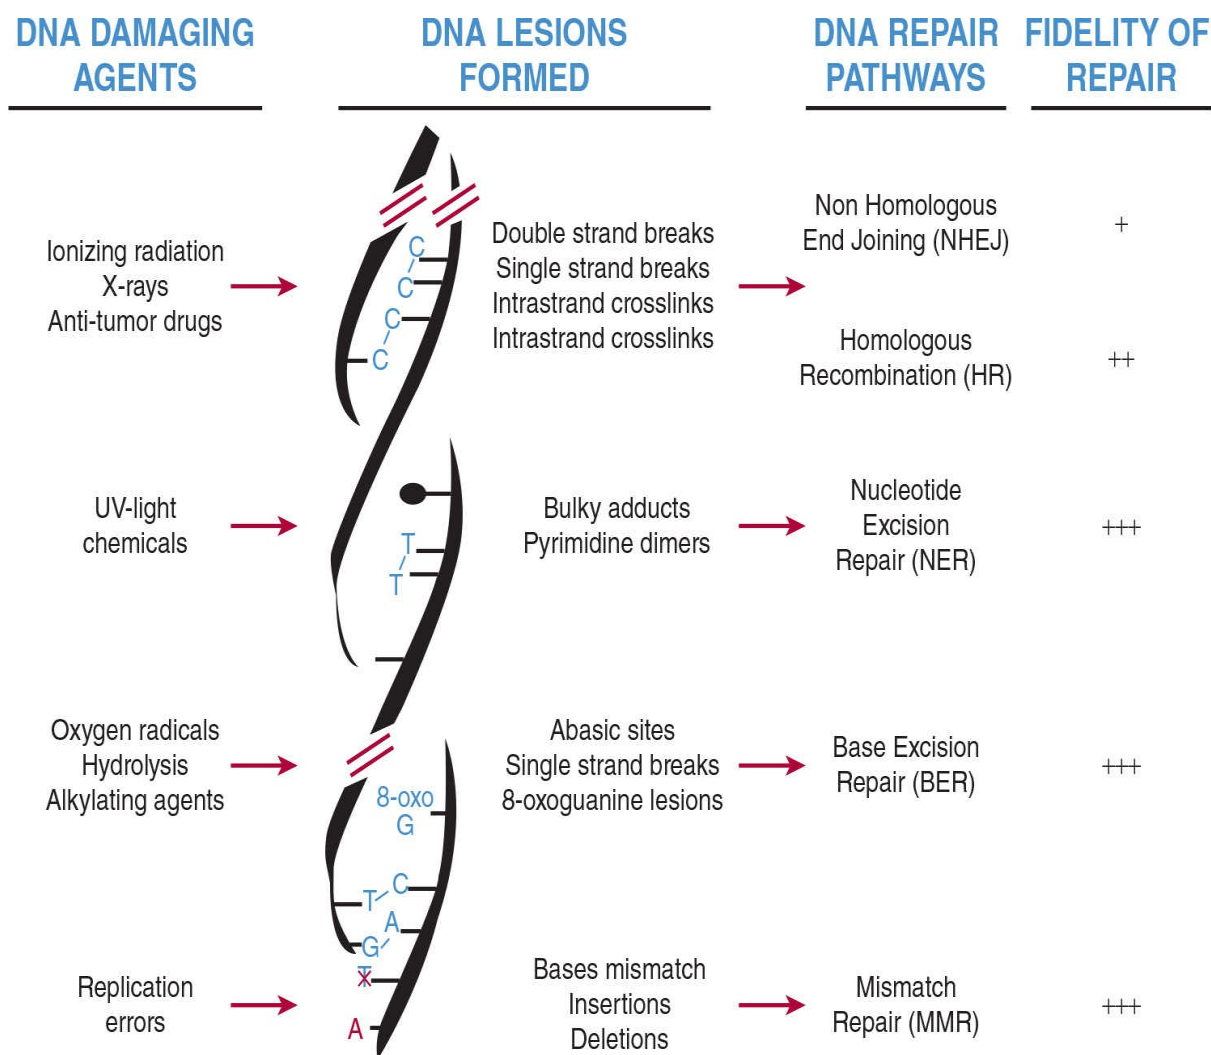 DNA DAMAGING
AGENTS
DNA LESIONS
FORMED
DNA REPAIR
PATHWAYS
FIDELITY OF
REPAIR
Ionizing radiation
X-rays
Anti-tumor drugs
C
C
C
C
Double strand breaks
Single strand breaks
Intrastrand crosslinks
Intrastrand crosslinks
Non Homologous
End Joining (NHEJ)
+
Homologous
Recombination (HR)
++
UV-light
chemicals
T
T
Bulky adducts
Pyrimidine dimers
Nucleotide
Excision
Repair (NER)
+++
Oxygen radicals
Hydrolysis
Alkylating agents
8-oxo
G
Abasic sites
Single strand breaks
8-oxoguanine lesions
Base Excision
Repair (BER)
+++
T C
A
G
T
A
Replication
errors
Bases mismatch
Insertions
Deletions
Mismatch
Repair (MMR)
+++